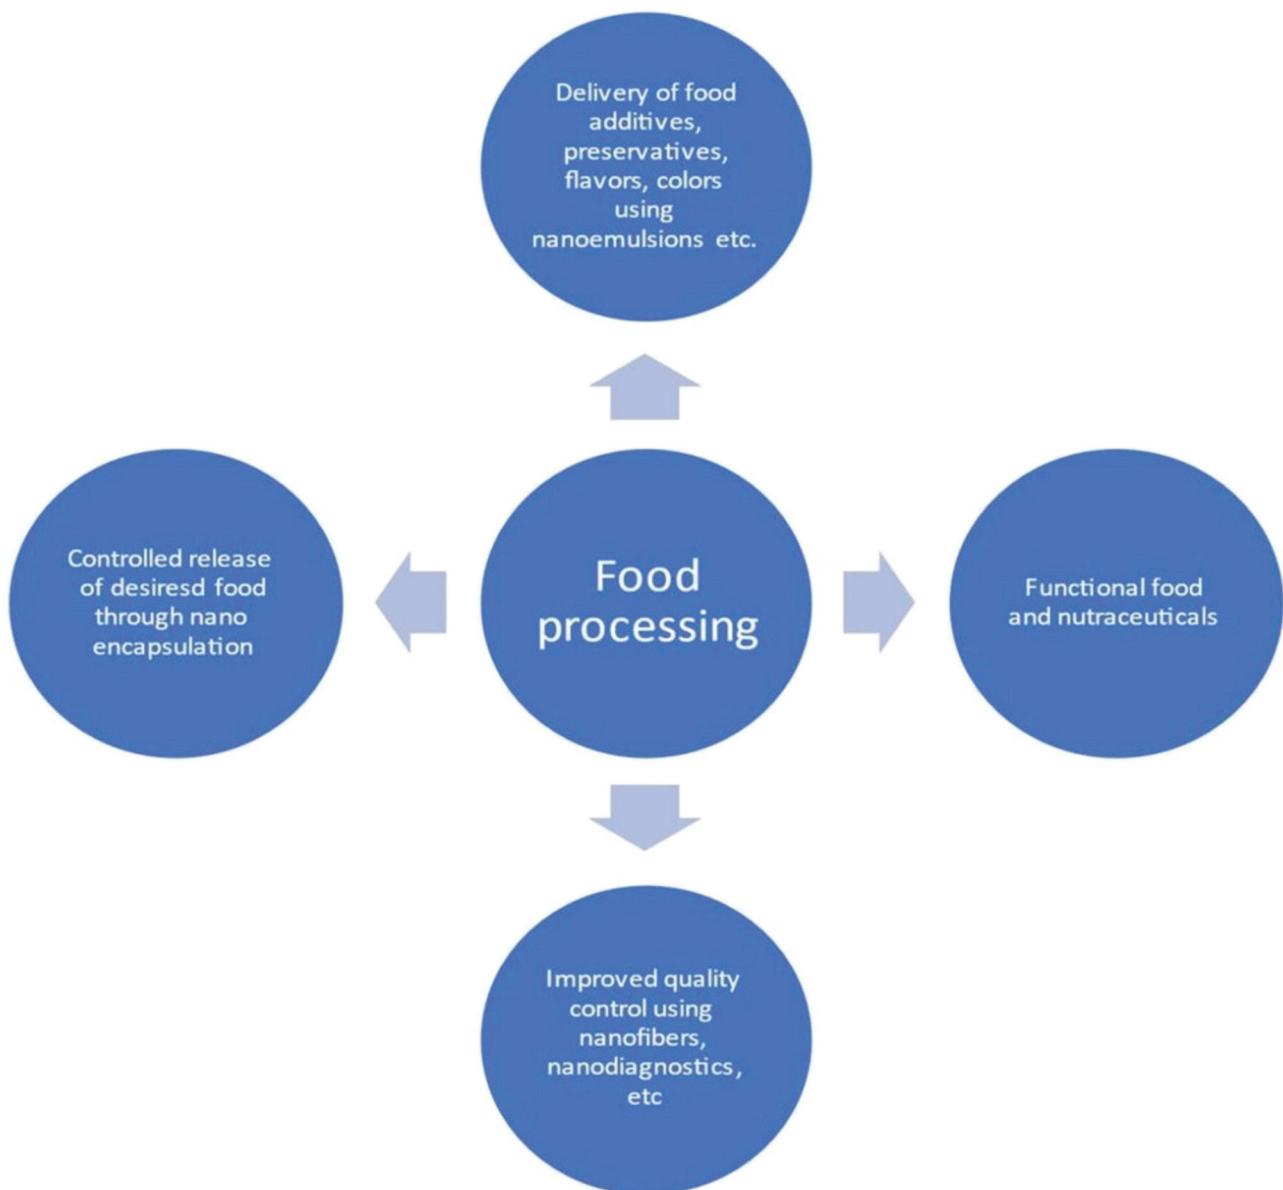 Delivery of food
additives,
preservatives,
flavors, colors
using
nanoemulsions etc.
Controlled release
of desiresd food
through nano
encapsulation
Food
processing
Functional food
and nutraceuticals
Improved quality
control using
nanofibers,
nanodiagnostics,
etc